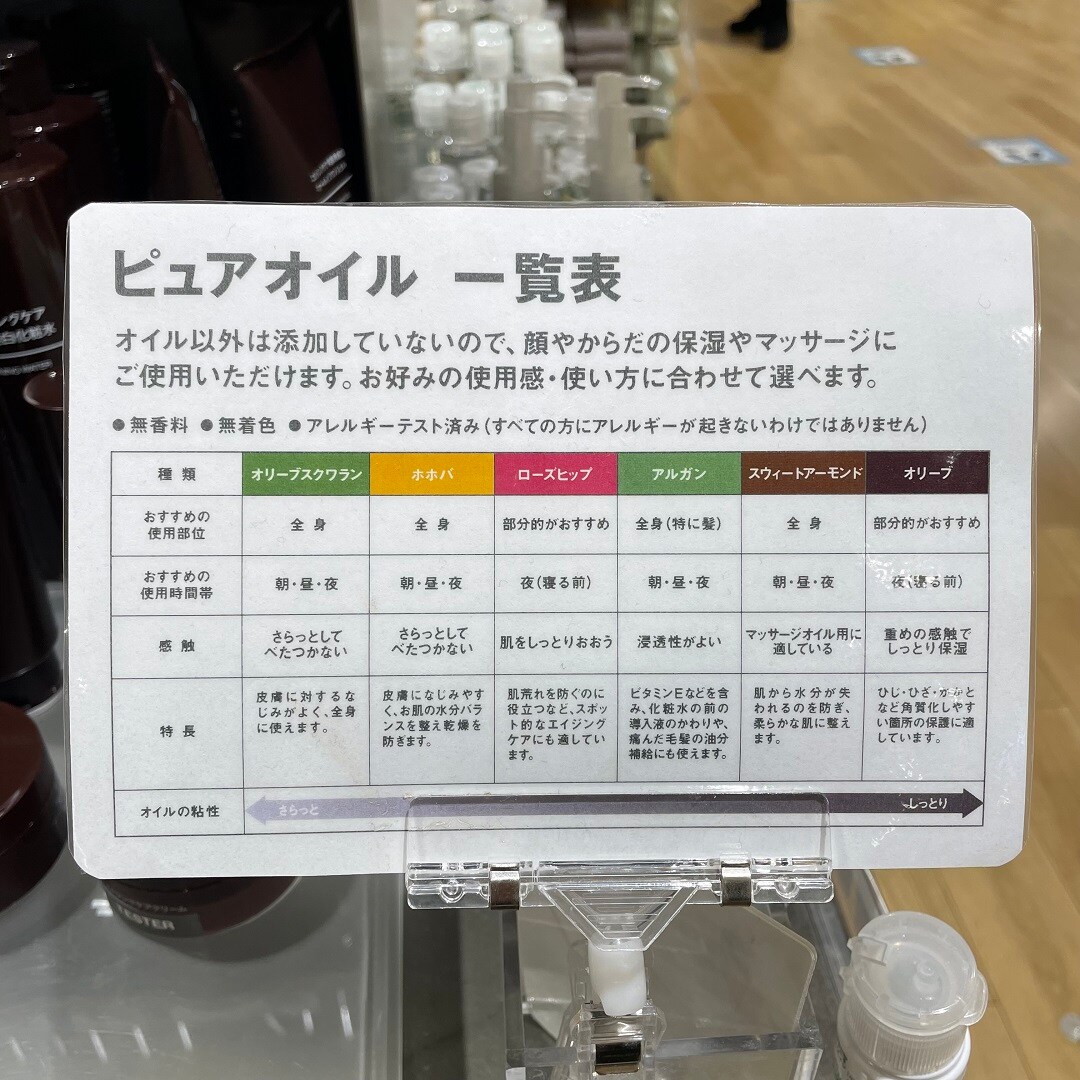 ピュアオイル 一覧表
オイル以外は添加していないので、顔やからだの保湿やマッサージに
ご使用いただけます。お好みの使用感・使い方に合わせて選べます。
●無香料 ●無着色 ●アレルギーテスト済み（すべての方にアレルギーが起きないわけではありません）
種類 オリーブスクワラン ホホバ ローズヒップ アルガン スウィートアーモンド オリーブ
おすすめの
使用部位
全身 全身 部分的がおすすめ 全身（特に髪） 全身 部分的がおすすめ
おすすめの
使用時間帯
朝・昼・夜 朝・昼・夜 夜（寝る前） 朝・昼・夜 朝・昼・夜 夜（寝る前）
感触
さらっとして
べたつかない
さらっとして
べたつかない
肌をしっとりおおう
浸透性がよい
マッサージオイル用に
適している
重めの感触で
しっとり保湿
特長
皮膚に対するな
じみがよく、全身
に使えます。
皮膚になじみやす
く、お肌の水分バラ
ンスを整え乾燥を
防ぎます。
肌荒れを防ぐのに
役立つなど、スポッ
ト的なエイジング
ケアにも適してい
ます。
ビタミンEなどを含
み、化粧水の前の
導入液のかわりや、
痛んだ毛髪の油分
補給にも使えます。
肌から水分が失
われるのを防ぎ、
柔らかな肌に整え
ます。
ひじ・ひざ・かかと
など角質化しやす
い箇所の保護に適
しています。
オイルの粘性 さらっと しっとり
ングケア
白化粧水
TESTER